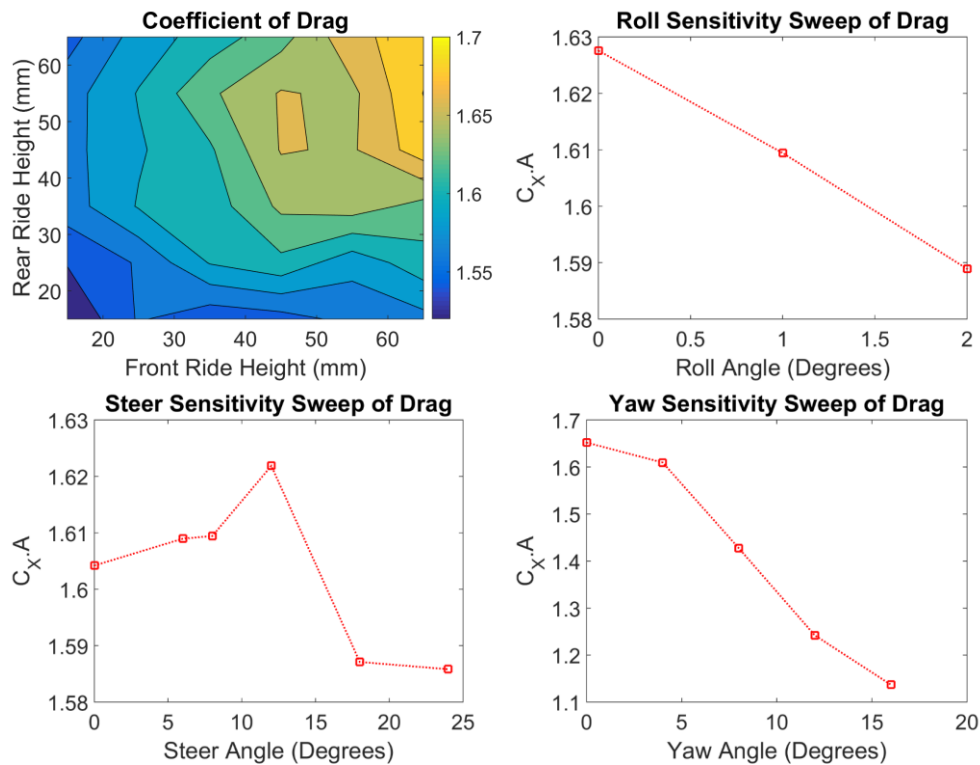 Coefficient of Drag
Rear Ride Height (mm)
60
50
40
30
20
20 30 40 50 60
Front Ride Height (mm)
1.7
1.65
1.6
1.55
Roll Sensitivity Sweep of Drag
C_X.A
1.63
1.62
1.61
1.6
1.59
1.58
0 0.5 1 1.5 2
Roll Angle (Degrees)
Steer Sensitivity Sweep of Drag
C_X.A
1.63
1.62
1.61
1.6
1.59
1.58
0 5 10 15 20 25
Steer Angle (Degrees)
Yaw Sensitivity Sweep of Drag
C_X.A
1.7
1.6
1.5
1.4
1.3
1.2
1.1
0 5 10 15 20
Yaw Angle (Degrees)